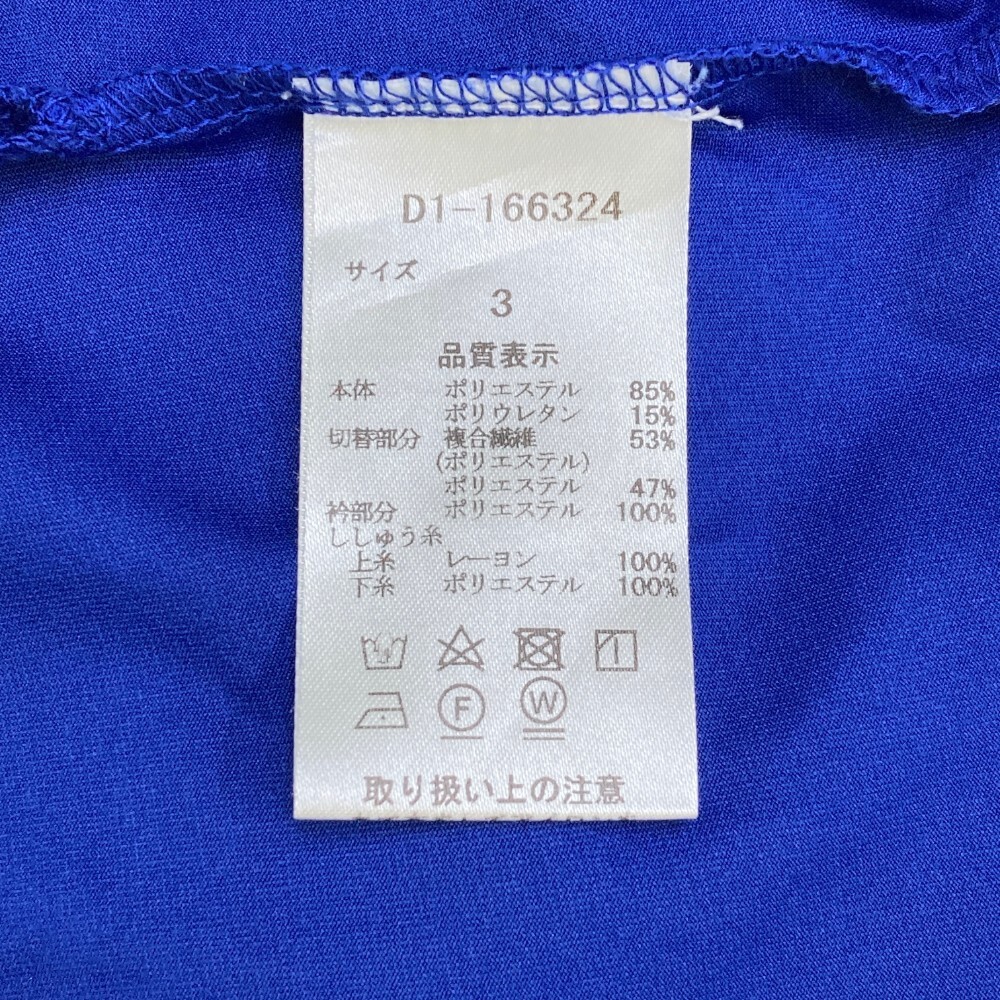 D1-166324
サイズ
3
品質表示
本体 ポリエステル 85%
ポリウレタン 15%
切替部分 複合繊維 53%
(ポリエステル)
ポリエステル 47%
衿部分 ポリエステル 100%
ししゅう糸
上糸 レーヨン 100%
下糸 ポリエステル 100%
F W
取り扱い上の注意